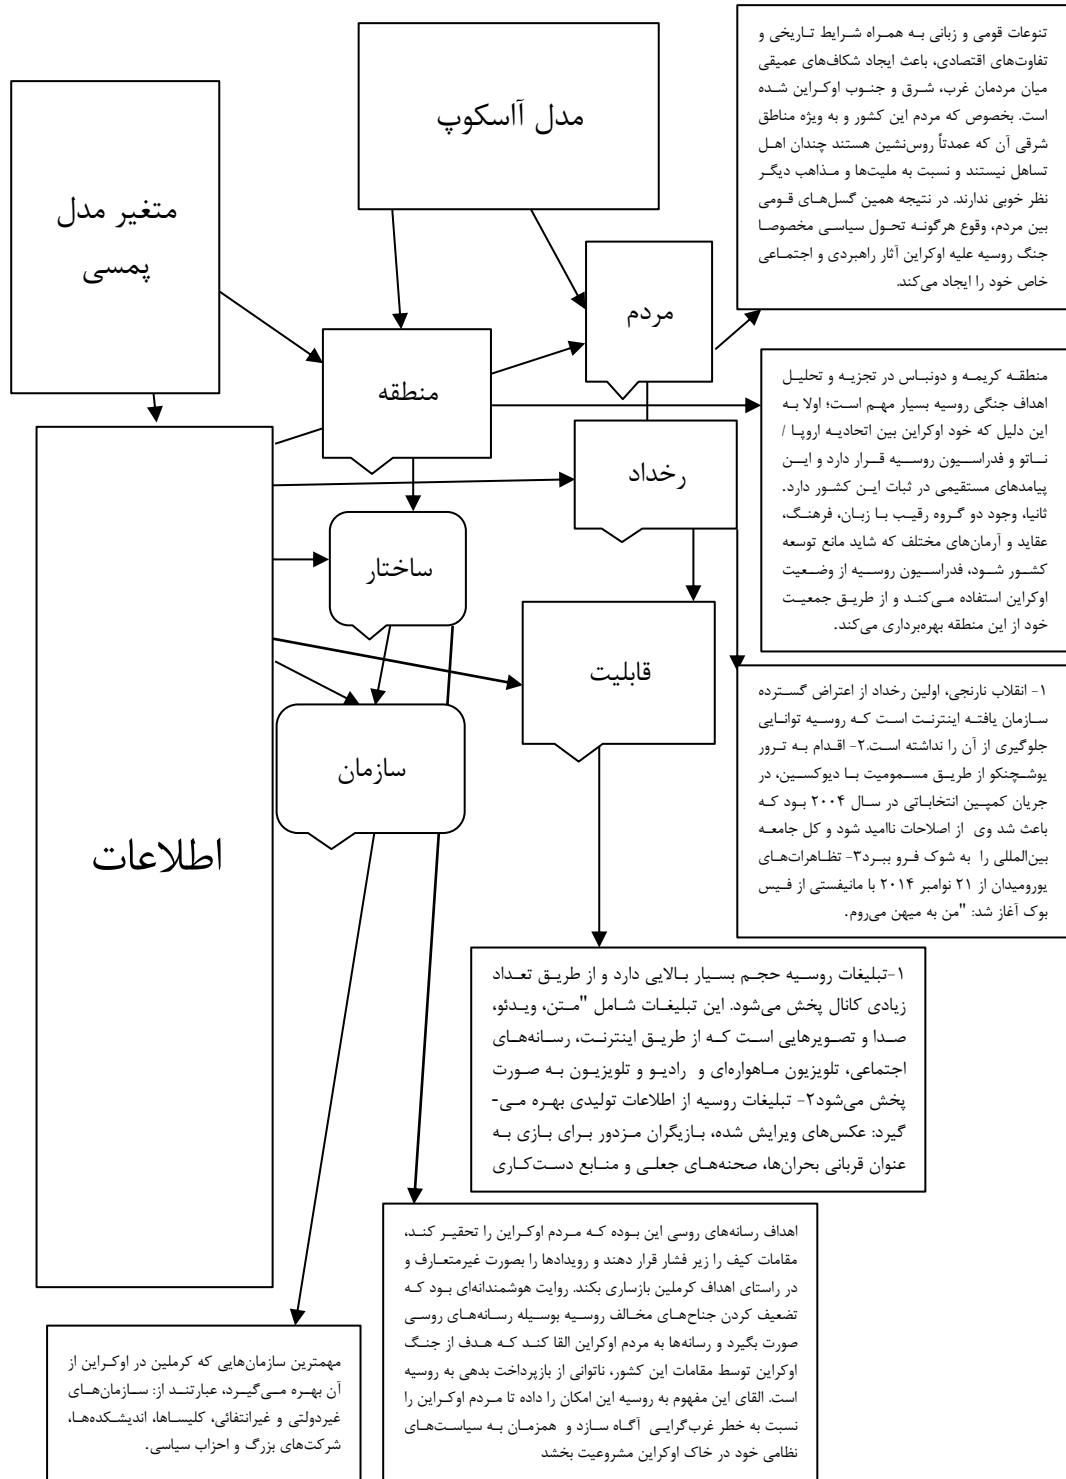 مدل آاسکوپ
متغیر مدل
پمسی
تنوعات قومی و زبانی به همراه شرایط تاریخی و
تفاوت‌های اقتصادی، باعث ایجاد شکاف‌های عمیقی
میان مردمان غرب، شرق و جنوب اوکراین شده
است. بخصوص که مردم این کشور و به ویژه مناطق
شرقی آن که عمدتاً روس‌نشین هستند چندان اهل
تساهل نیستند و نسبت به ملیت‌ها و مذاهب دیگر
نظر خوبی ندارند. در نتیجه همین گسل‌های قومی
بین مردم، وقوع هرگونه تحول سیاسی مخصوصا
جنگ روسیه علیه اوکراین آثار راهبردی و اجتماعی
خاص خود را ایجاد می‌کند.
مردم
منطقه
منطقه کریمه و دونباس در تجزیه و تحلیل
اهداف جنگی روسیه بسیار مهم است؛ اولا به
این دلیل که خود اوکراین بین اتحادیه اروپا /
ناتو و فدراسیون روسیه قرار دارد و این
پیامدهای مستقیمی در ثبات این کشور دارد.
ثانیا، وجود دو گروه رقیب با زبان، فرهنگ،
عقاید و آرمان‌های مختلف که شاید مانع توسعه
کشور شود، فدراسیون روسیه از وضعیت
اوکراین استفاده می‌کند و از طریق جمعیت
خود از این منطقه بهره‌برداری می‌کند.
رخداد
ساختار
قابلیت
۱- انقلاب نارنجی، اولین رخداد از اعتراض گسترده
سازمان یافته اینترنت است که روسیه توانایی
جلوگیری از آن را نداشته است.۲- اقدام به ترور
یوشچنکو از طریق مسمومیت با دیوکسین، در
جریان کمپین انتخاباتی در سال ۲۰۰۴ بود که
باعث شد وی از اصلاحات ناامید شود و کل جامعه
بین‌المللی را به شوک فرو ببرد۳- تظاهرات‌های
یورومیدان از ۲۱ نوامبر ۲۰۱۴ با مانیفستی از فیس
بوک آغاز شد: "من به میهن می‌روم.
سازمان
اطلاعات
۱-تبلیغات روسیه حجم بسیار بالایی دارد و از طریق تعداد
زیادی کانال پخش می‌شود. این تبلیغات شامل "متن، ویدئو،
صدا و تصویرهایی است که از طریق اینترنت، رسانه‌های
اجتماعی، تلویزیون ماهواره‌ای و رادیو و تلویزیون به صورت
پخش می‌شود۲- تبلیغات روسیه از اطلاعات تولیدی بهره می-
گیرد: عکس‌های ویرایش شده، بازیگران مزدور برای بازی به
عنوان قربانی بحران‌ها، صحنه‌های جعلی و منابع دست‌کاری
اهداف رسانه‌های روسی این بوده که مردم اوکراین را تحقیر کند،
مقامات کیف را زیر فشار قرار دهند و رویدادها را بصورت غیرمتعارف و
در راستای اهداف کرملین بازسازی بکند. روایت هوشمندانه‌ای بود که
تضعیف کردن جناح‌های مخالف روسیه بوسیله رسانه‌های روسی
صورت بگیرد و رسانه‌ها به مردم اوکراین القا کند که هدف از جنگ
اوکراین توسط مقامات این کشور، ناتوانی از بازپرداخت بدهی به روسیه
است. القای این مفهوم به روسیه این امکان را داده تا مردم اوکراین را
نسبت به خطر غرب‌گرایی آگاه سازد و همزمان به سیاست‌های
نظامی خود در خاک اوکراین مشروعیت بخشد
مهمترین سازمان‌هایی که کرملین در اوکراین از
آن بهره می‌گیرد، عبارتند از: سازمان‌های
غیردولتی و غیرانتفائی، کلیساها، اندیشکده‌ها،
شرکت‌های بزرگ و احزاب سیاسی.